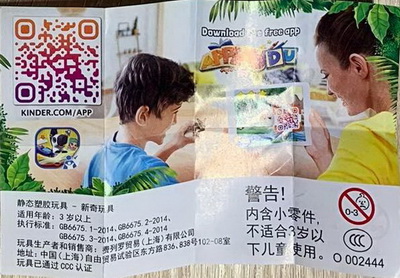 Download the free app
APPLAYDU
KINDER.COM/APP
静态塑胶玩具 - 新奇玩具
适用年龄: 3 岁以上
执行标准: GB6675.1-2014、GB6675.2-2014、
GB6675.3-2014、GB6675.4-2014
玩具生产者和销售商: 费列罗贸易(上海)有限公司
地址: 中国(上海)自由贸易试验区东方路836,838号102-08室
玩具已通过 CCC 认证
警告!
内含小零件,
不适合3岁以
下儿童使用。
0-3
CCC
O 002444